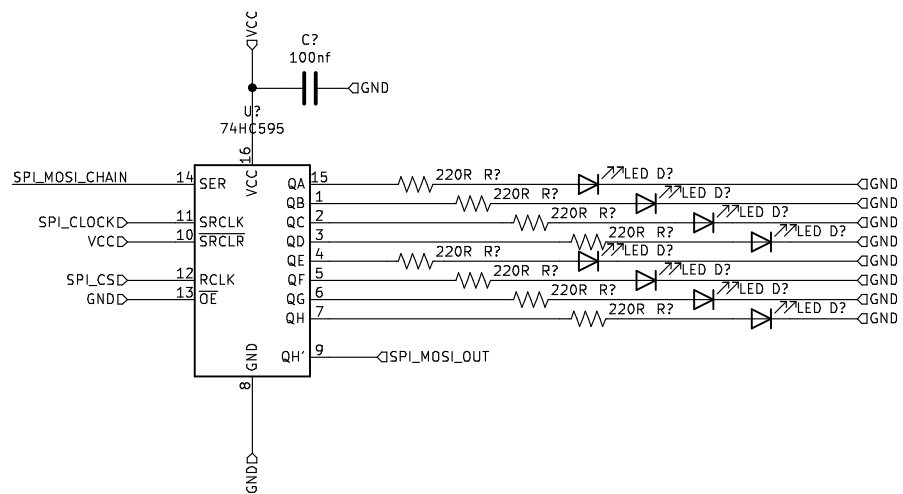 VCC
C?
100nf
GND
U?
74HC595
16
VCC
SPI_MOSI_CHAIN 14 SER QA 15 220R R? LED D? GND
QB 1 220R R? LED D? GND
SPI_CLOCK 11 SRCLK QC 2 220R R? LED D? GND
VCC 10 SRCLR QD 3 220R R? LED D? GND
QE 4 220R R? LED D? GND
SPI_CS 12 RCLK QF 5 220R R? LED D? GND
GND 13 OE QG 6 220R R? LED D? GND
QH 7 220R R? LED D? GND
GND
QH' 9 SPI_MOSI_OUT
8
GND